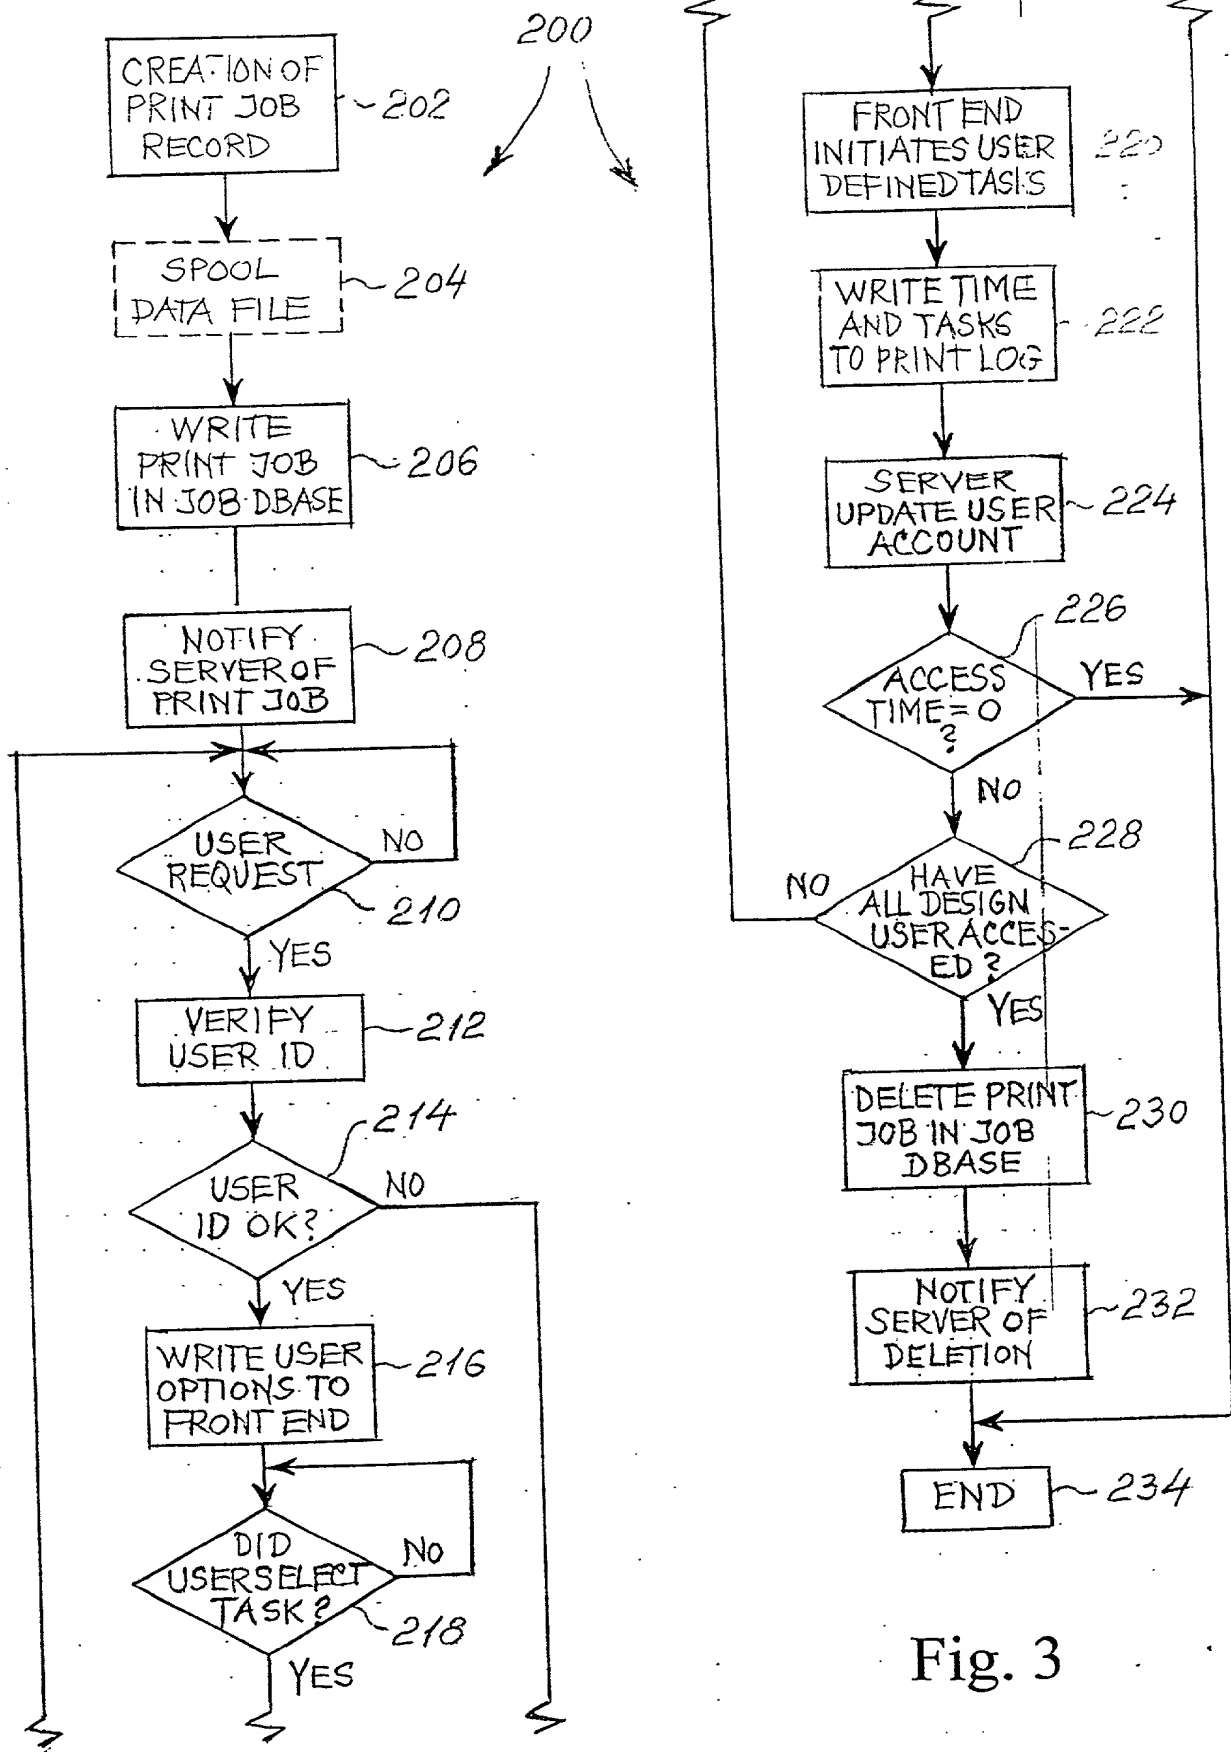 200
CREATION OF
PRINT JOB
RECORD
202
SPOOL
DATA FILE
204
WRITE
PRINT JOB
IN JOB DBASE
206
NOTIFY
SERVER OF
PRINT JOB
208
USER
REQUEST
210
NO
YES
VERIFY
USER ID
212
214
USER
ID OK?
NO
YES
WRITE USER
OPTIONS TO
FRONT END
216
DID
USER SELECT
TASK?
218
NO
YES
FRONT END
INITIATES USER
DEFINED TASKS
220
WRITE TIME
AND TASKS
TO PRINT LOG
222
SERVER
UPDATE USER
ACCOUNT
224
226
ACCESS
TIME = 0
?
YES
NO
228
HAVE
ALL DESIGN
USER ACCES-
ED?
NO
YES
DELETE PRINT
JOB IN JOB
DBASE
230
NOTIFY
SERVER OF
DELETION
232
END
234
Fig. 3